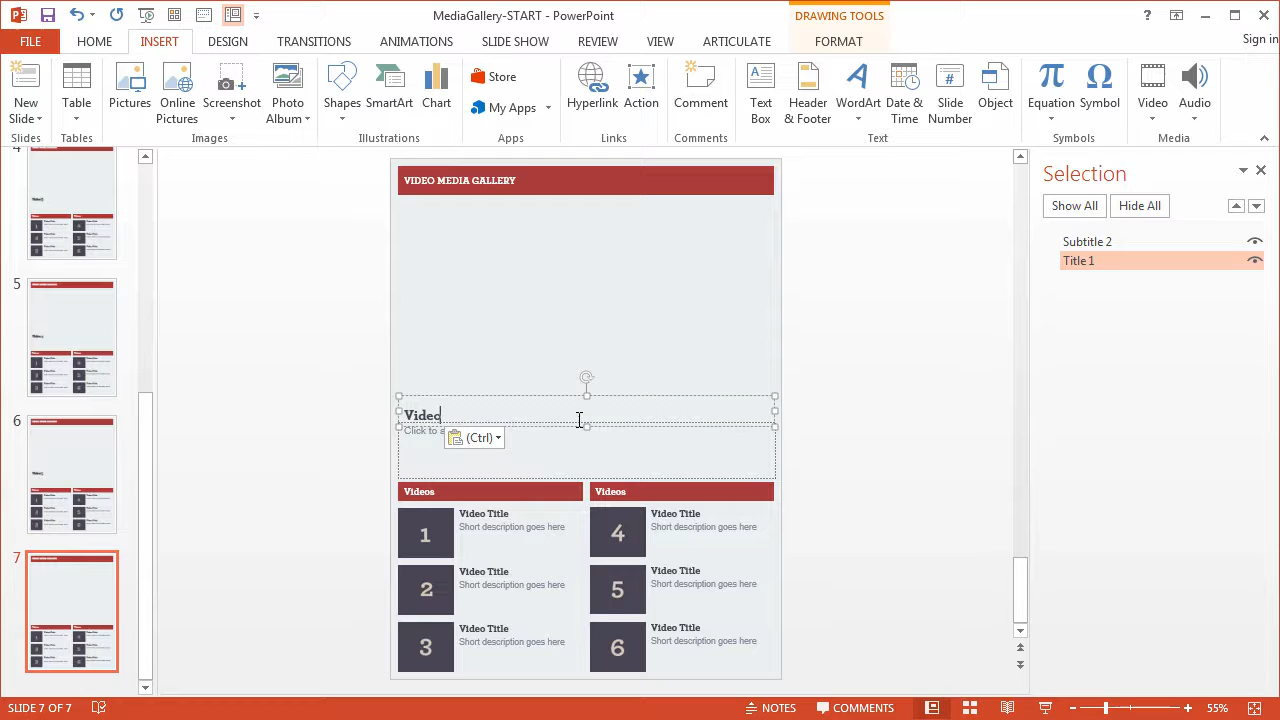 MediaGallery-START - PowerPoint
DRAWING TOOLS
?
FILE HOME INSERT DESIGN TRANSITIONS ANIMATIONS SLIDE SHOW REVIEW VIEW ARTICULATE FORMAT Sign in
New Slide Table Pictures Online Pictures Screenshot Photo Album Shapes SmartArt Chart Store My Apps Hyperlink Action Comment Text Box Header & Footer WordArt Date & Time Slide Number Object Equation Symbol Video Audio
Slides Tables Images Illustrations Apps Links Comments Text Symbols Media
4
5
6
7
VIDEO MEDIA GALLERY
Video
Click to a
(Ctrl)
Videos
1 Video Title
Short description goes here
2 Video Title
Short description goes here
3 Video Title
Short description goes here
Videos
4 Video Title
Short description goes here
5 Video Title
Short description goes here
6 Video Title
Short description goes here
Selection
Show All Hide All
Subtitle 2
Title 1
SLIDE 7 OF 7 NOTES COMMENTS 55%